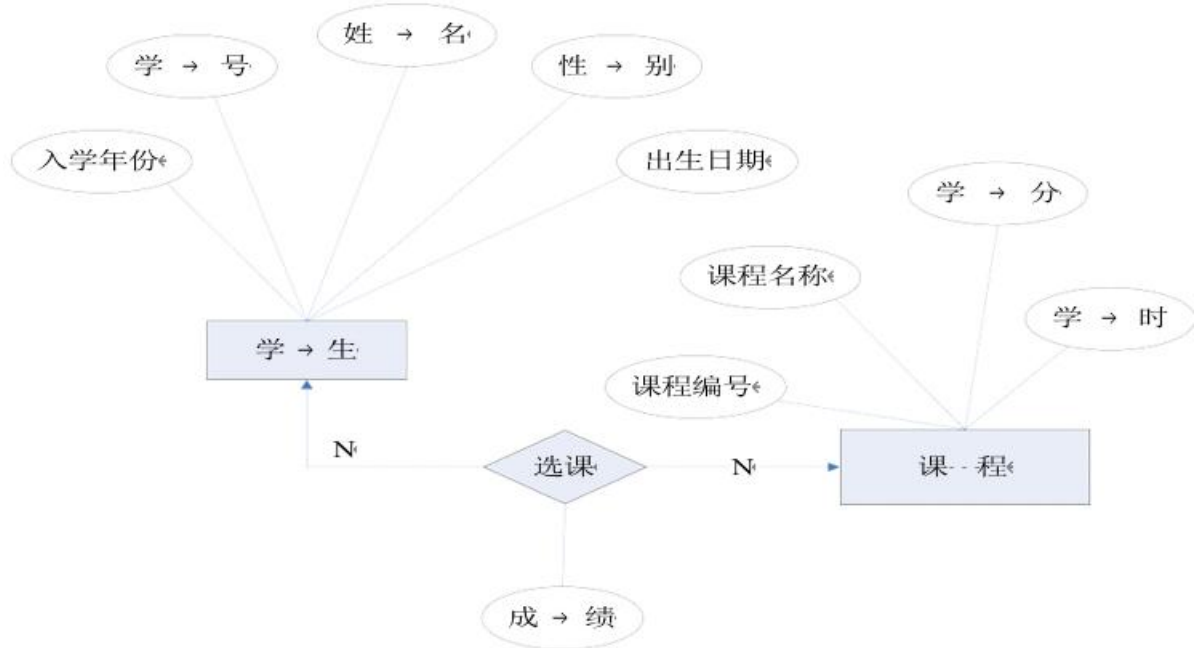 姓 → 名
学 → 号
性 → 别
入学年份
出生日期
学 → 分
课程名称
学 → 时
学 → 生
课程编号
N
选课
N
课 程
成 → 绩